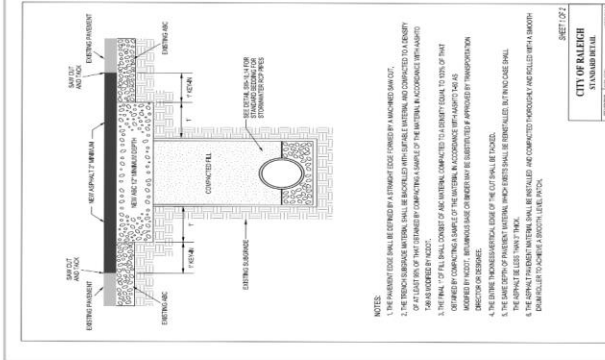 EXISTING PAVEMENT
SAW CUT
AND TACK
NEW ASPHALT 3" MINIMUM
SAW CUT
AND TACK
EXISTING PAVEMENT
NEW ABC 12" MINIMUM DEPTH
EXISTING ABC
EXISTING ABC
1' KEY-IN
1'
1'
1' KEY-IN
EXISTING SUBGRADE
COMPACTED FILL
STANDARD BEDDING FOR
STORMWATER RCP PIPES
NOTES:
1. THE PAVEMENT EDGE SHALL BE DEFINED BY A STRAIGHT EDGE FORMED BY A MACHINED SAW CUT.
2. THE TRENCH SUBGRADE MATERIAL SHALL BE BACKFILLED WITH SUITABLE MATERIAL AND COMPACTED TO A DENSITY
OF AT LEAST 95% OF THAT OBTAINED BY COMPACTING A SAMPLE OF THE MATERIAL IN ACCORDANCE WITH AASHTO
T-99 AS MODIFIED BY NCDOT.
3. THE FINAL 1' OF FILL SHALL CONSIST OF ABC MATERIAL COMPACTED TO A DENSITY EQUAL TO 100% OF THAT
OBTAINED BY COMPACTING A SAMPLE OF THE MATERIAL IN ACCORDANCE WITH AASHTO T-180 AS
MODIFIED BY NCDOT. BITUMINOUS BASE OR BINDER MAY BE SUBSTITUTED IF APPROVED BY TRANSPORTATION
DIRECTOR OR DESIGNEE.
4. THE ENTIRE THICKNESS/VERTICAL EDGE OF THE CUT SHALL BE TACKED.
5. THE SAME DEPTH OF PAVEMENT MATERIAL WHICH EXISTS SHALL BE REINSTALLED, BUT IN NO CASE SHALL
THE ASPHALT BE LESS THAN 3" THICK.
6. THE ASPHALT PAVEMENT MATERIAL SHALL BE INSTALLED AND COMPACTED THOROUGHLY AND ROLLED WITH A SMOOTH
DRUM ROLLER TO ACHIEVE A SMOOTH, LEVEL PATCH.
SHEET 1 OF 2
CITY OF RALEIGH
STANDARD DETAIL